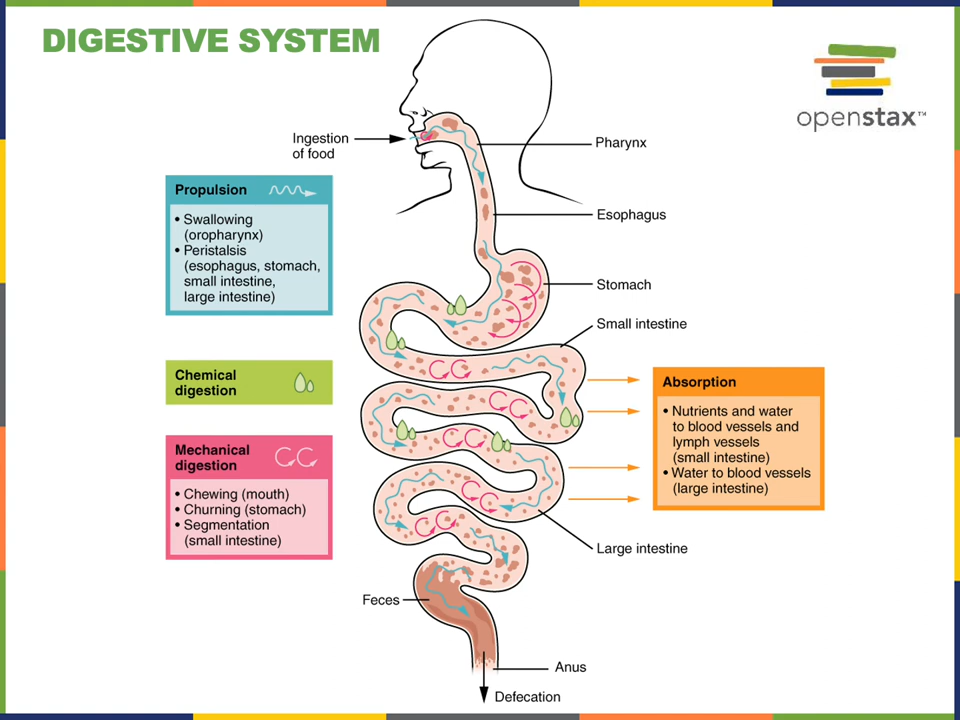 DIGESTIVE SYSTEM
openstax™
Ingestion
of food
Pharynx
Propulsion
• Swallowing
(oropharynx)
• Peristalsis
(esophagus, stomach,
small intestine,
large intestine)
Esophagus
Stomach
Small intestine
Chemical
digestion
Absorption
• Nutrients and water
to blood vessels and
lymph vessels
(small intestine)
• Water to blood vessels
(large intestine)
Mechanical
digestion
• Chewing (mouth)
• Churning (stomach)
• Segmentation
(small intestine)
Large intestine
Feces
Anus
Defecation